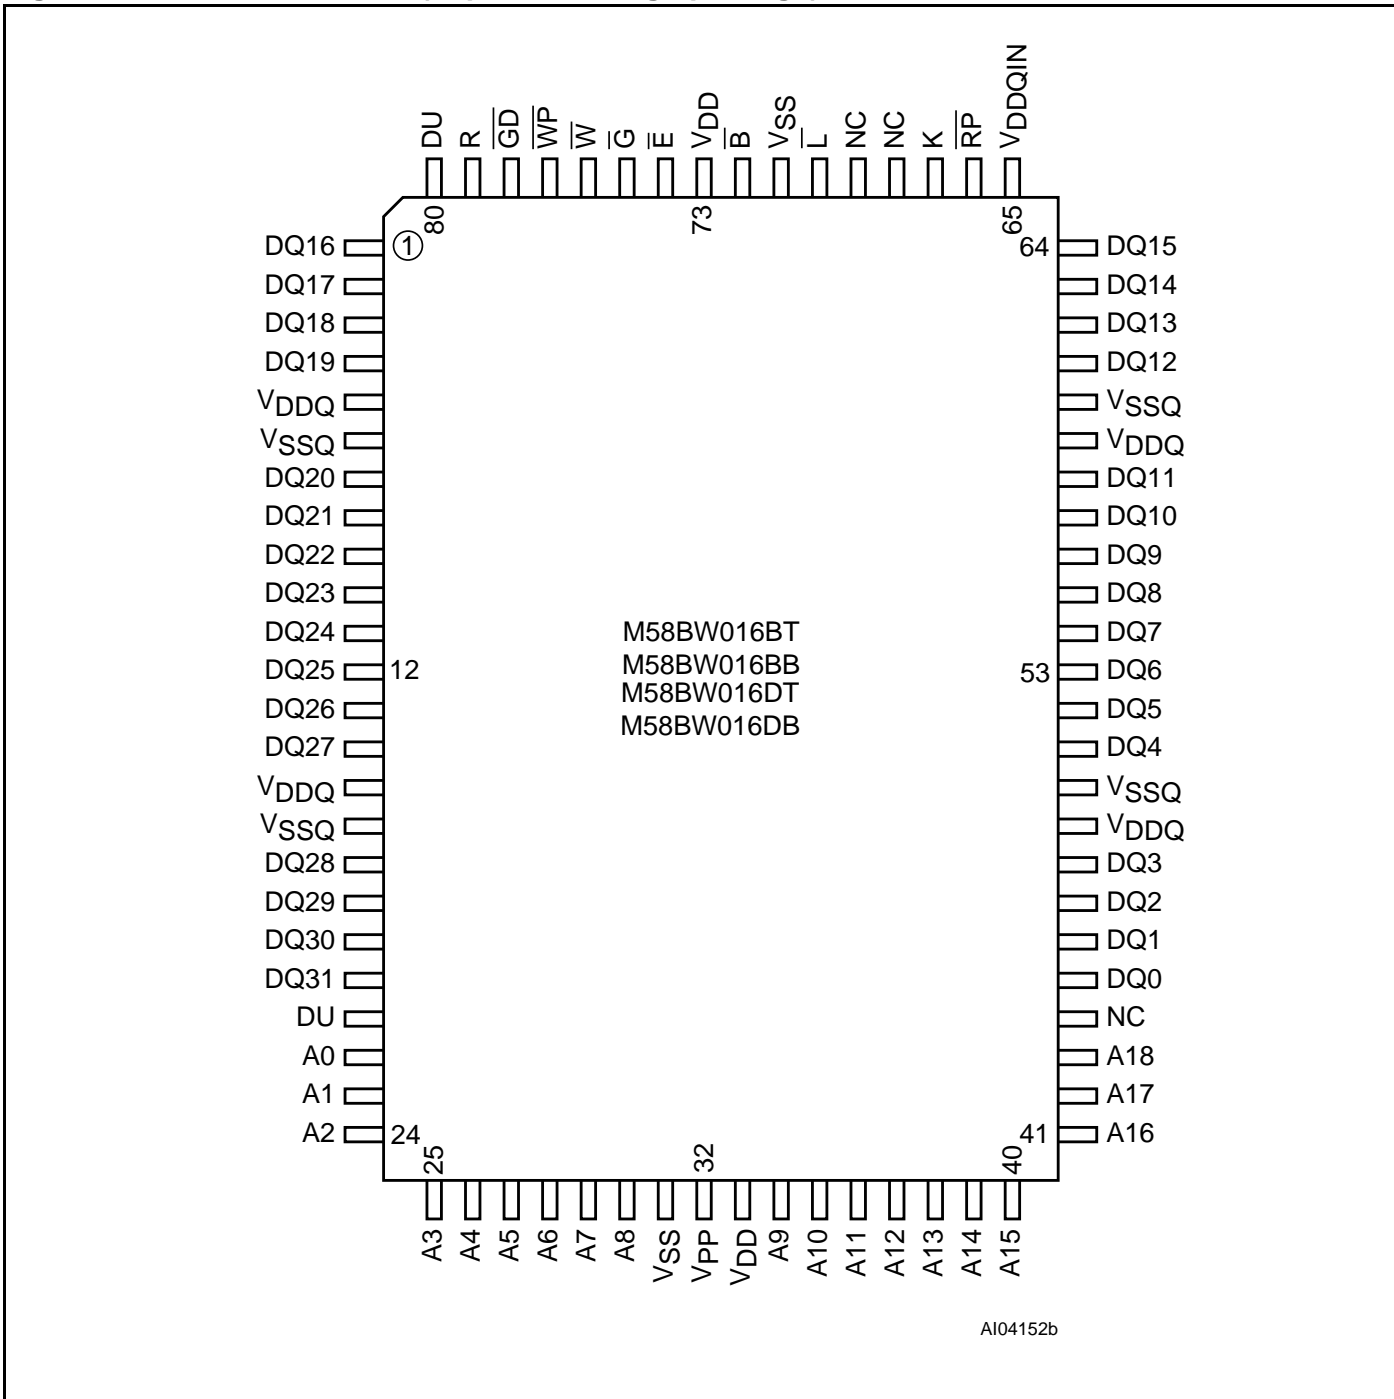 DU
R
G̅D̅
W̅P̅
W̅
G̅
E̅
VDD
B̅
VSS
L̅
NC
NC
K
R̅P̅
VDDQIN
80
73
65
DQ16
1
64
DQ15
DQ17
DQ14
DQ18
DQ13
DQ19
DQ12
VDDQ
VSSQ
VSSQ
VDDQ
DQ20
DQ11
DQ21
DQ10
DQ22
DQ9
DQ23
DQ8
DQ24
M58BW016BT
DQ7
M58BW016BB
DQ25
12
53
DQ6
M58BW016DT
DQ26
DQ5
M58BW016DB
DQ27
DQ4
VDDQ
VSSQ
VSSQ
VDDQ
DQ28
DQ3
DQ29
DQ2
DQ30
DQ1
DQ31
DQ0
DU
NC
A0
A18
A1
A17
A2
24
41
A16
25
32
40
A3
A4
A5
A6
A7
A8
VSS
VPP
VDD
A9
A10
A11
A12
A13
A14
A15
AI04152b